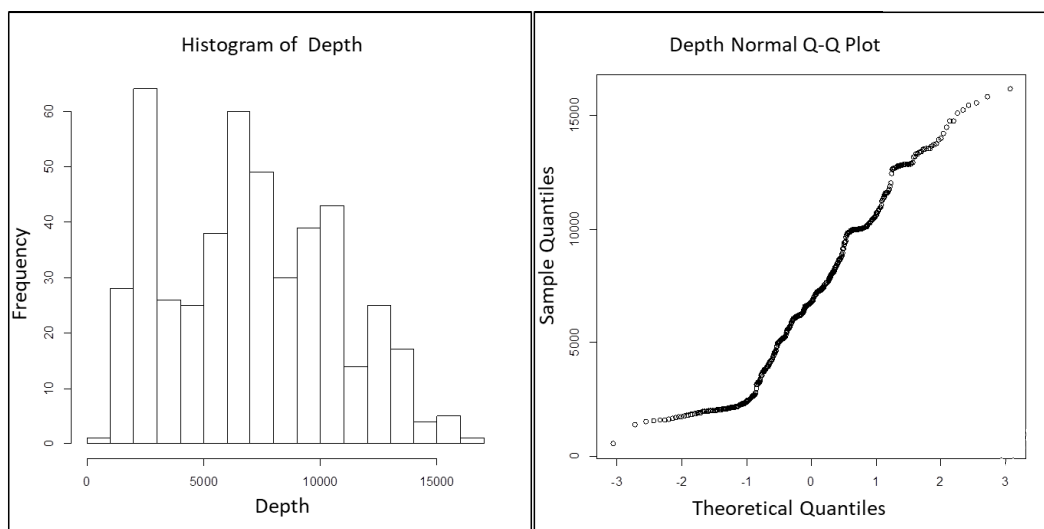 Histogram of Depth
Frequency
0
10
20
30
40
50
60
0 5000 10000 15000
Depth
Depth Normal Q-Q Plot
Sample Quantiles
0
5000
10000
15000
-3 -2 -1 0 1 2 3
Theoretical Quantiles